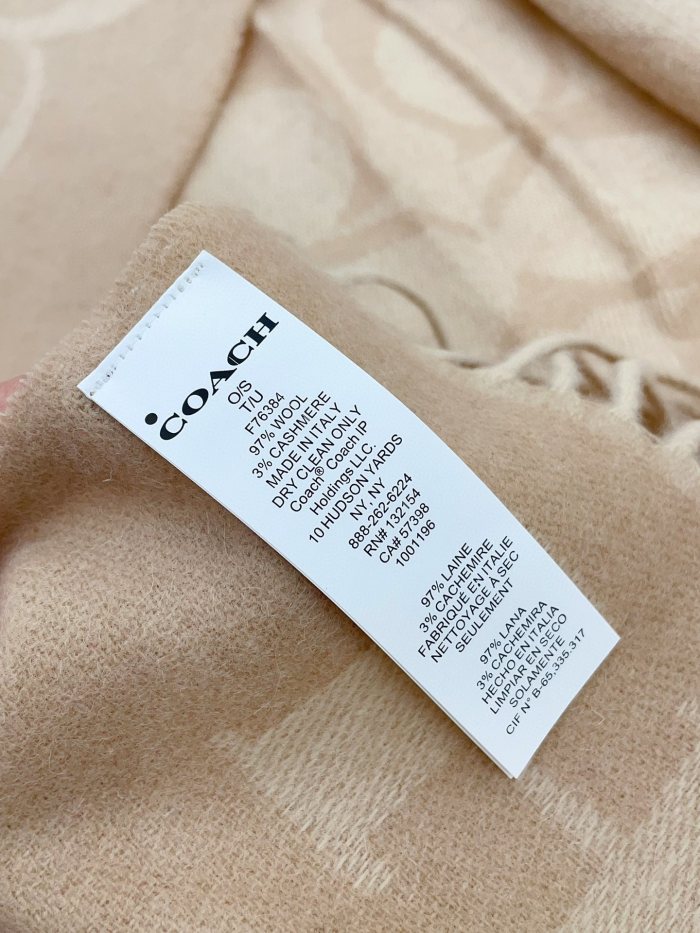 COACH
O/S
T/U
F76384
97% WOOL
3% CASHMERE
MADE IN ITALY
DRY CLEAN ONLY
Coach® Coach IP
Holdings LLC.
10 HUDSON YARDS
NY, NY
888-262-6224
RN# 132154
CA# 57398
1001196
97% LAINE
3% CACHEMIRE
FABRIQUÉ EN ITALIE
NETTOYAGE À SEC
SEULEMENT
97% LANA
3% CACHEMIRA
HECHO EN ITALIA
LIMPIAR EN SECO
SOLAMENTE
CIF N° B-65.335.317